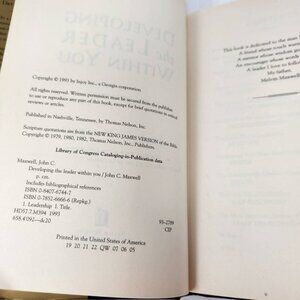 Copyright © 1993 by Injoy Inc., a Georgia corporation
All rights reserved. Written permission must be secured from the publisher
to use or reproduce any part of this book, except for brief quotations in critical
reviews or articles.
Published in Nashville, Tennessee, by Thomas Nelson, Inc.
Scripture quotations are from the NEW KING JAMES VERSION of the Bible.
Copyright © 1979, 1980, 1982, Thomas Nelson, Inc., Publishers.
Library of Congress Cataloging-in-Publication data
Maxwell, John C.
Developing the leader within you / John C. Maxwell
p. cm.
Includes bibliographical references
ISBN 0-8407-6744-7
ISBN 0-7852-6666-6 (Repkg.)
1. Leadership I. Title.
HD57.7.M394 1993
658.4'092—dc20
93-2789
CIP
Printed in the United States of America
19 20 21 22 QW 07 06 05
DEVELOPING
the LEADER
WITHIN YOU
This book is dedicated to the man I
A friend whose
A mentor whose wisdom
An encourager whose words
A leader I love to follow
My father,
Melvin Maxwell